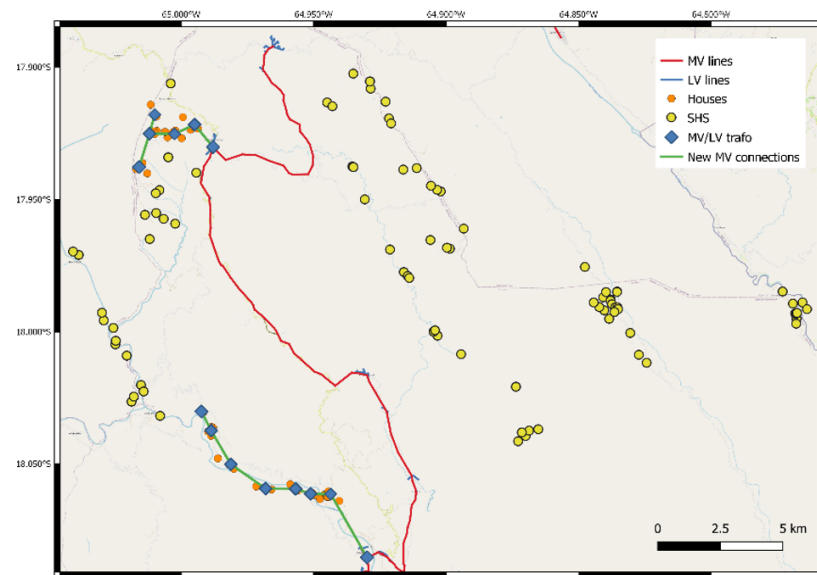 65.000°W 64.950°W 64.900°W 64.850°W 64.800°W
17.900°S
17.950°S
18.000°S
18.050°S
MV lines
LV lines
Houses
SHS
MV/LV trafo
New MV connections
0 2.5 5 km